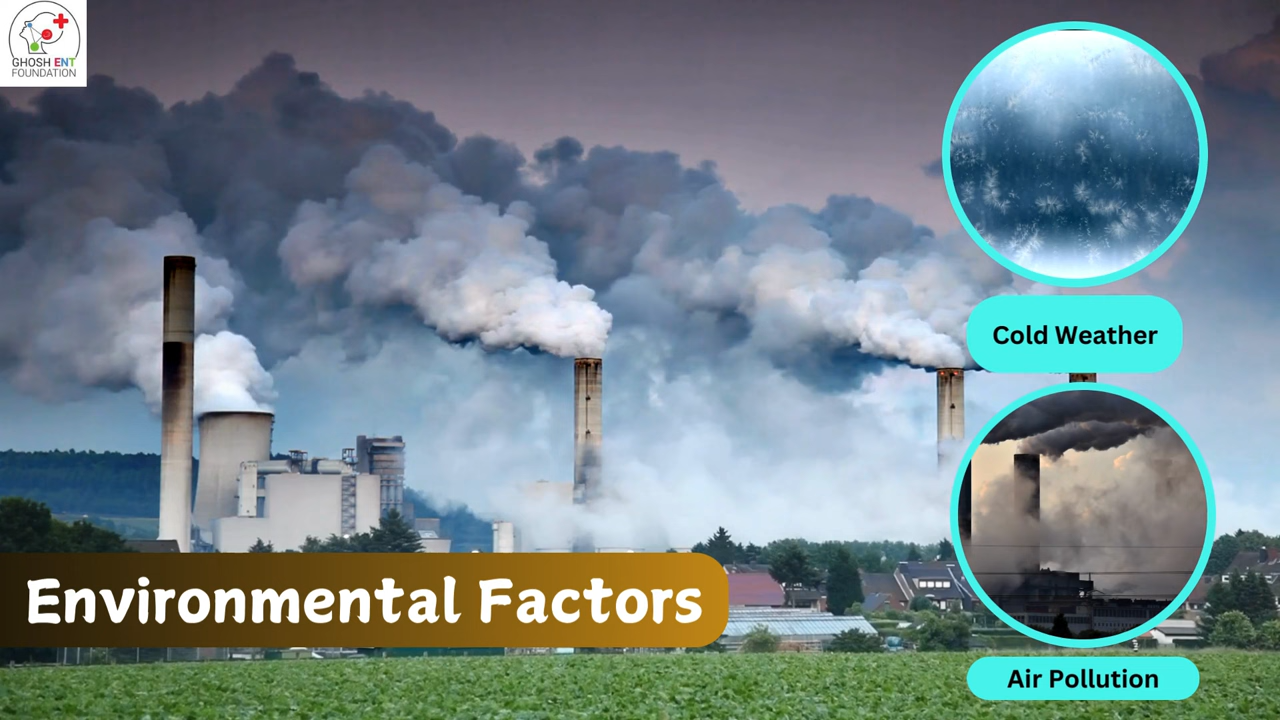 GHOSH ENT
FOUNDATION
Cold Weather
Environmental Factors
Air Pollution